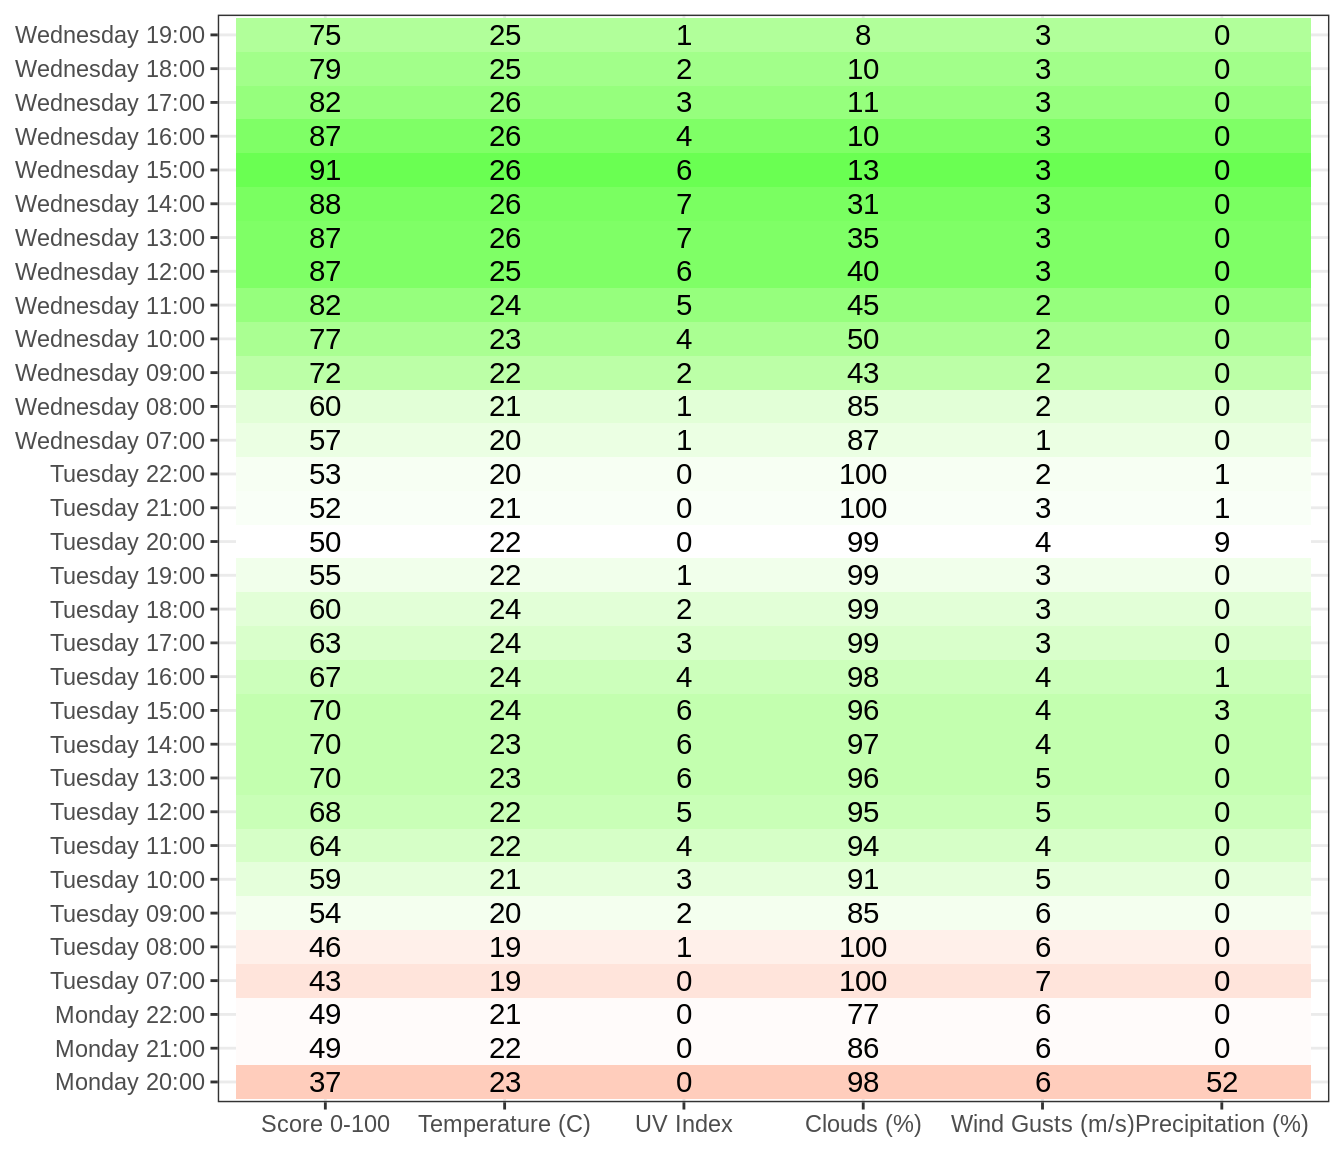 Wednesday 19:00 75 25 1 8 3 0
Wednesday 18:00 79 25 2 10 3 0
Wednesday 17:00 82 26 3 11 3 0
Wednesday 16:00 87 26 4 10 3 0
Wednesday 15:00 91 26 6 13 3 0
Wednesday 14:00 88 26 7 31 3 0
Wednesday 13:00 87 26 7 35 3 0
Wednesday 12:00 87 25 6 40 3 0
Wednesday 11:00 82 24 5 45 2 0
Wednesday 10:00 77 23 4 50 2 0
Wednesday 09:00 72 22 2 43 2 0
Wednesday 08:00 60 21 1 85 2 0
Wednesday 07:00 57 20 1 87 1 0
Tuesday 22:00 53 20 0 100 2 1
Tuesday 21:00 52 21 0 100 3 1
Tuesday 20:00 50 22 0 99 4 9
Tuesday 19:00 55 22 1 99 3 0
Tuesday 18:00 60 24 2 99 3 0
Tuesday 17:00 63 24 3 99 3 0
Tuesday 16:00 67 24 4 98 4 1
Tuesday 15:00 70 24 6 96 4 3
Tuesday 14:00 70 23 6 97 4 0
Tuesday 13:00 70 23 6 96 5 0
Tuesday 12:00 68 22 5 95 5 0
Tuesday 11:00 64 22 4 94 4 0
Tuesday 10:00 59 21 3 91 5 0
Tuesday 09:00 54 20 2 85 6 0
Tuesday 08:00 46 19 1 100 6 0
Tuesday 07:00 43 19 0 100 7 0
Monday 22:00 49 21 0 77 6 0
Monday 21:00 49 22 0 86 6 0
Monday 20:00 37 23 0 98 6 52
Score 0-100 Temperature (C) UV Index Clouds (%) Wind Gusts (m/s) Precipitation (%)